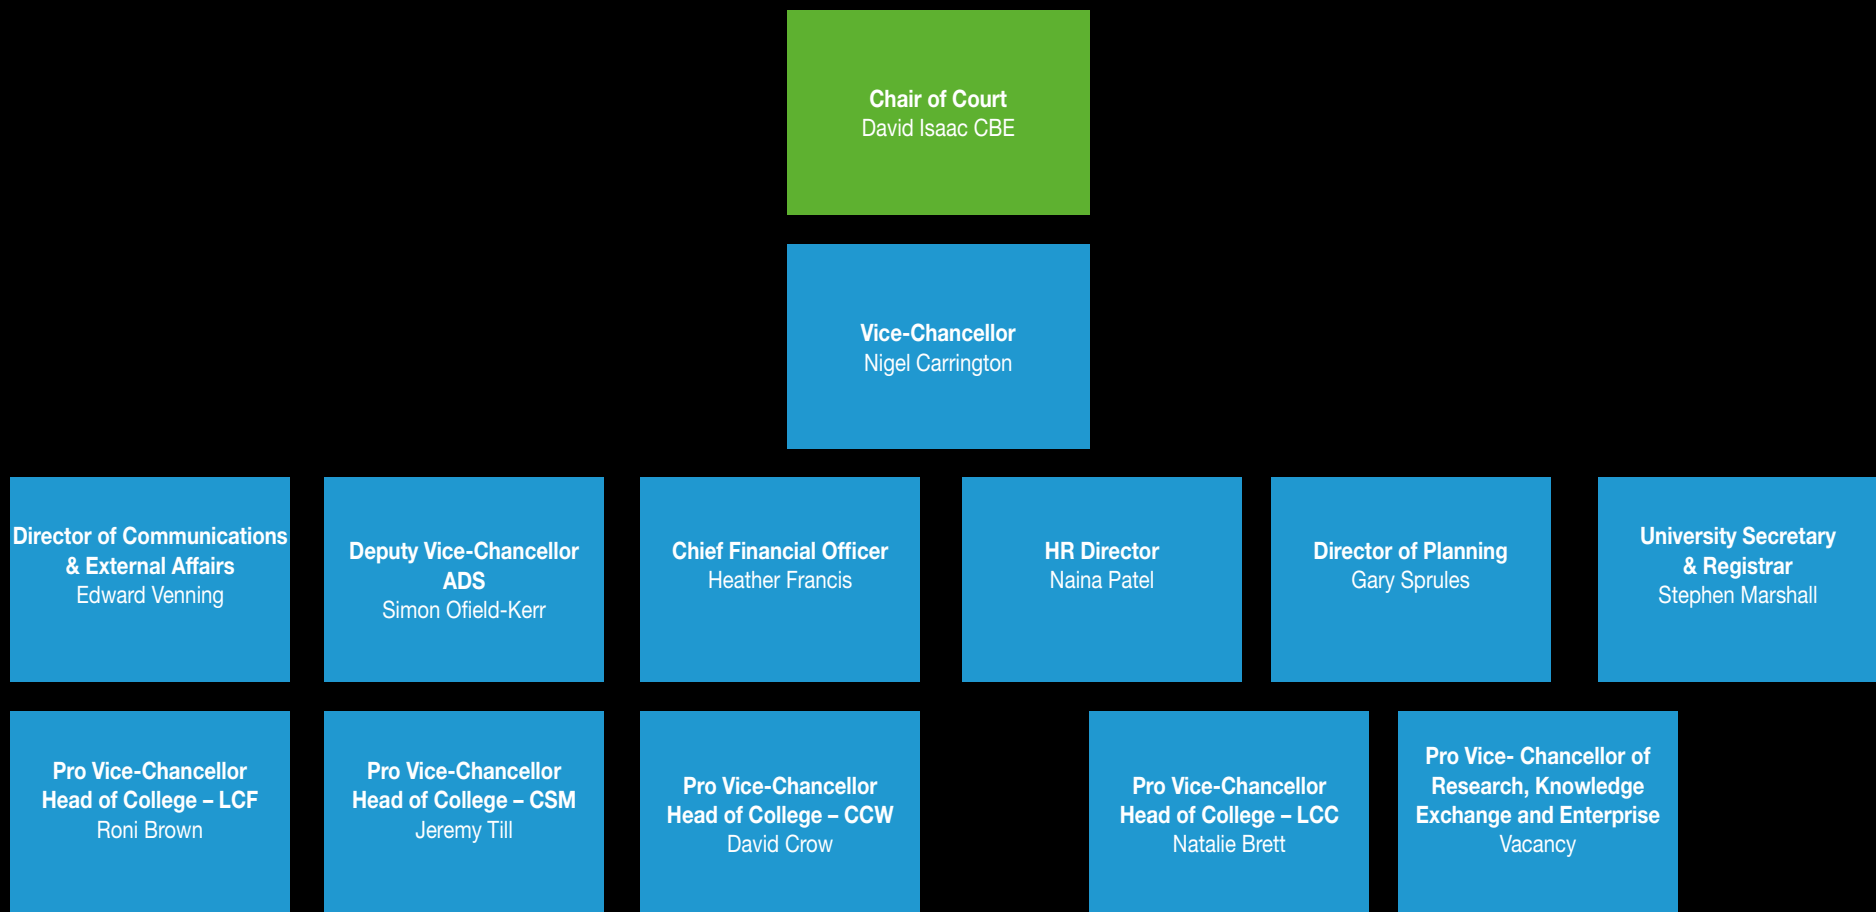 Chair of Court
David Isaac CBE
Vice-Chancellor
Nigel Carrington
Director of Communications
& External Affairs
Edward Venning
Deputy Vice-Chancellor
ADS
Simon Ofield-Kerr
Chief Financial Officer
Heather Francis
HR Director
Naina Patel
Director of Planning
Gary Sprules
University Secretary
& Registrar
Stephen Marshall
Pro Vice-Chancellor
Head of College – LCF
Roni Brown
Pro Vice-Chancellor
Head of College – CSM
Jeremy Till
Pro Vice-Chancellor
Head of College – CCW
David Crow
Pro Vice-Chancellor
Head of College – LCC
Natalie Brett
Pro Vice- Chancellor of
Research, Knowledge
Exchange and Enterprise
Vacancy